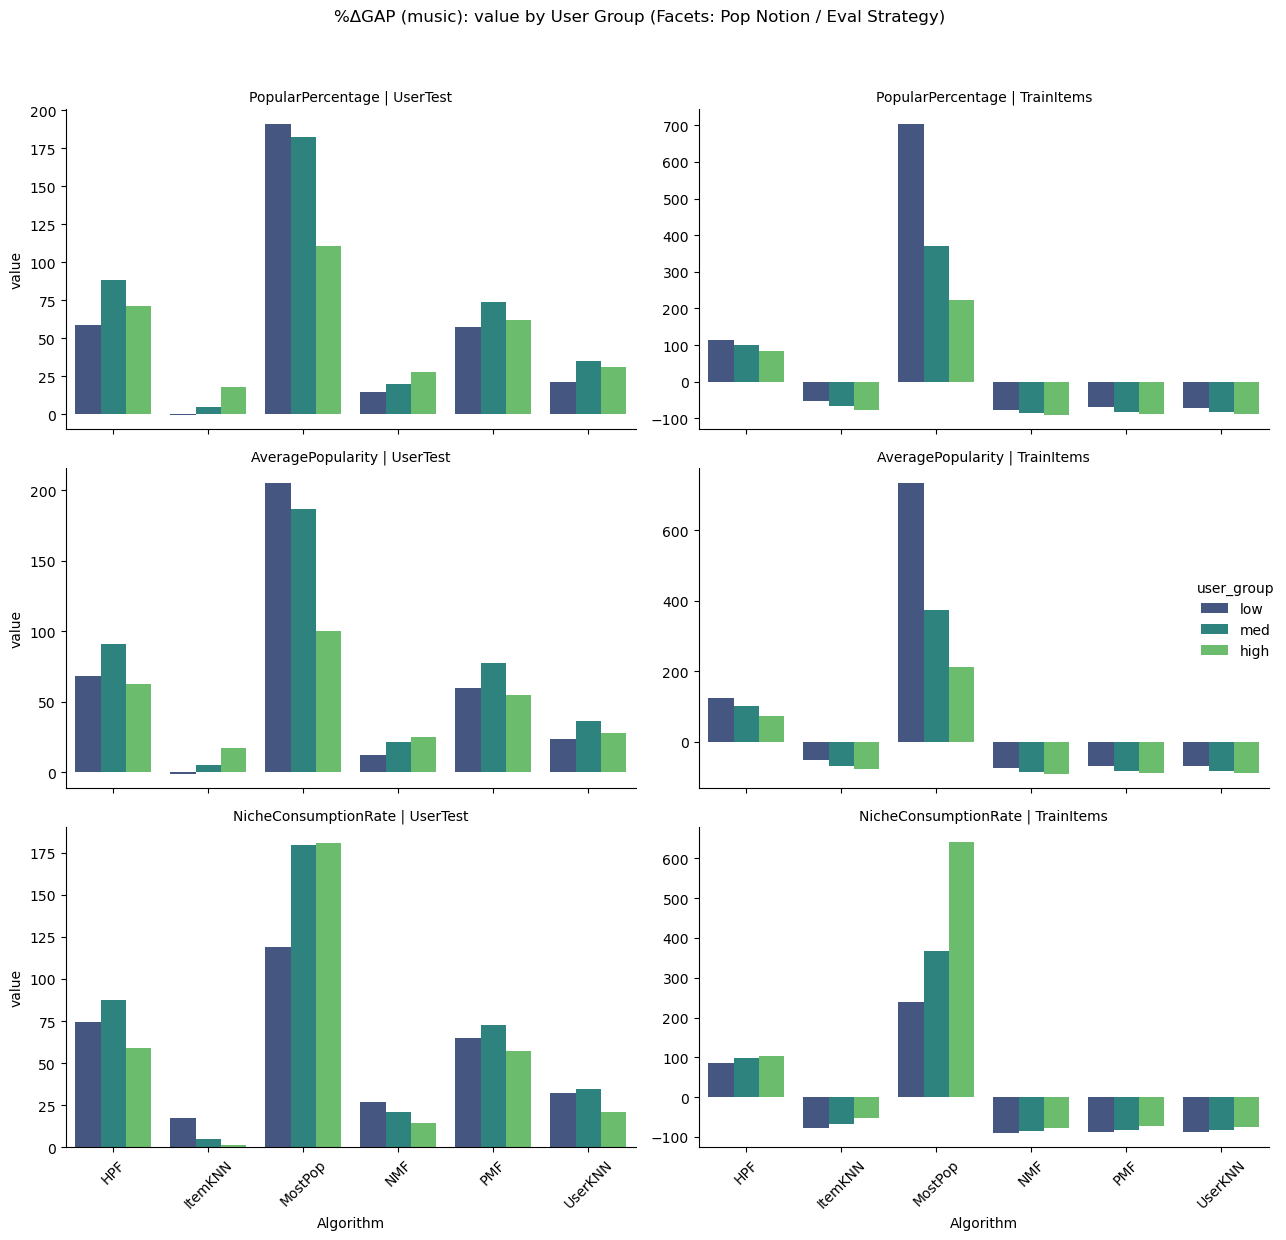 %ΔGAP (music): value by User Group (Facets: Pop Notion / Eval Strategy)
PopularPercentage | UserTest
200
175
150
125
100
75
50
25
0
value
PopularPercentage | TrainItems
700
600
500
400
300
200
100
0
−100
AveragePopularity | UserTest
200
150
100
50
0
value
AveragePopularity | TrainItems
600
400
200
0
user_group
low
med
high
NicheConsumptionRate | UserTest
175
150
125
100
75
50
25
0
value
HPF
ItemKNN
MostPop
NMF
PMF
UserKNN
Algorithm
NicheConsumptionRate | TrainItems
600
500
400
300
200
100
0
−100
HPF
ItemKNN
MostPop
NMF
PMF
UserKNN
Algorithm